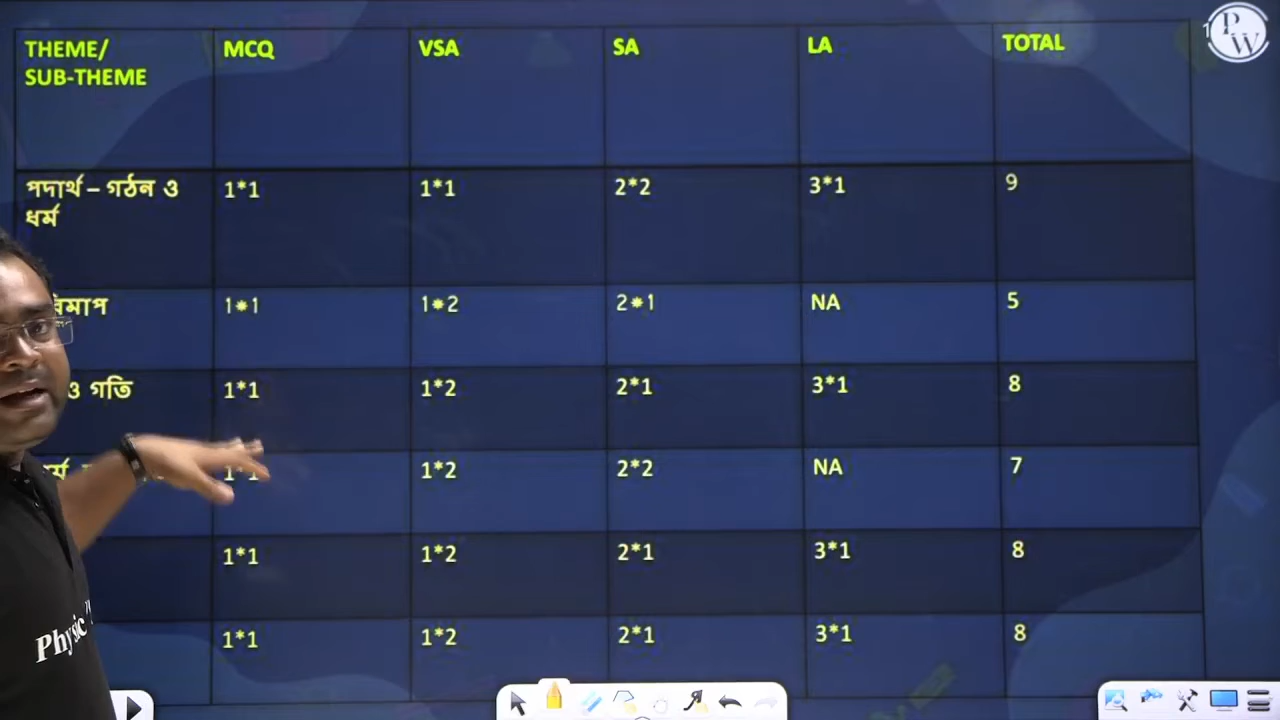 THEME/ MCQ VSA SA LA TOTAL
SUB-THEME
পদার্থ – গঠন ও 1*1 1*1 2*2 3*1 9
ধর্ম
1*1 1*2 2*1 NA 5
ও গতি 1*1 1*2 2*1 3*1 8
1*2 2*2 NA 7
1*1 1*2 2*1 3*1 8
1*1 1*2 2*1 3*1 8
PW
Physic